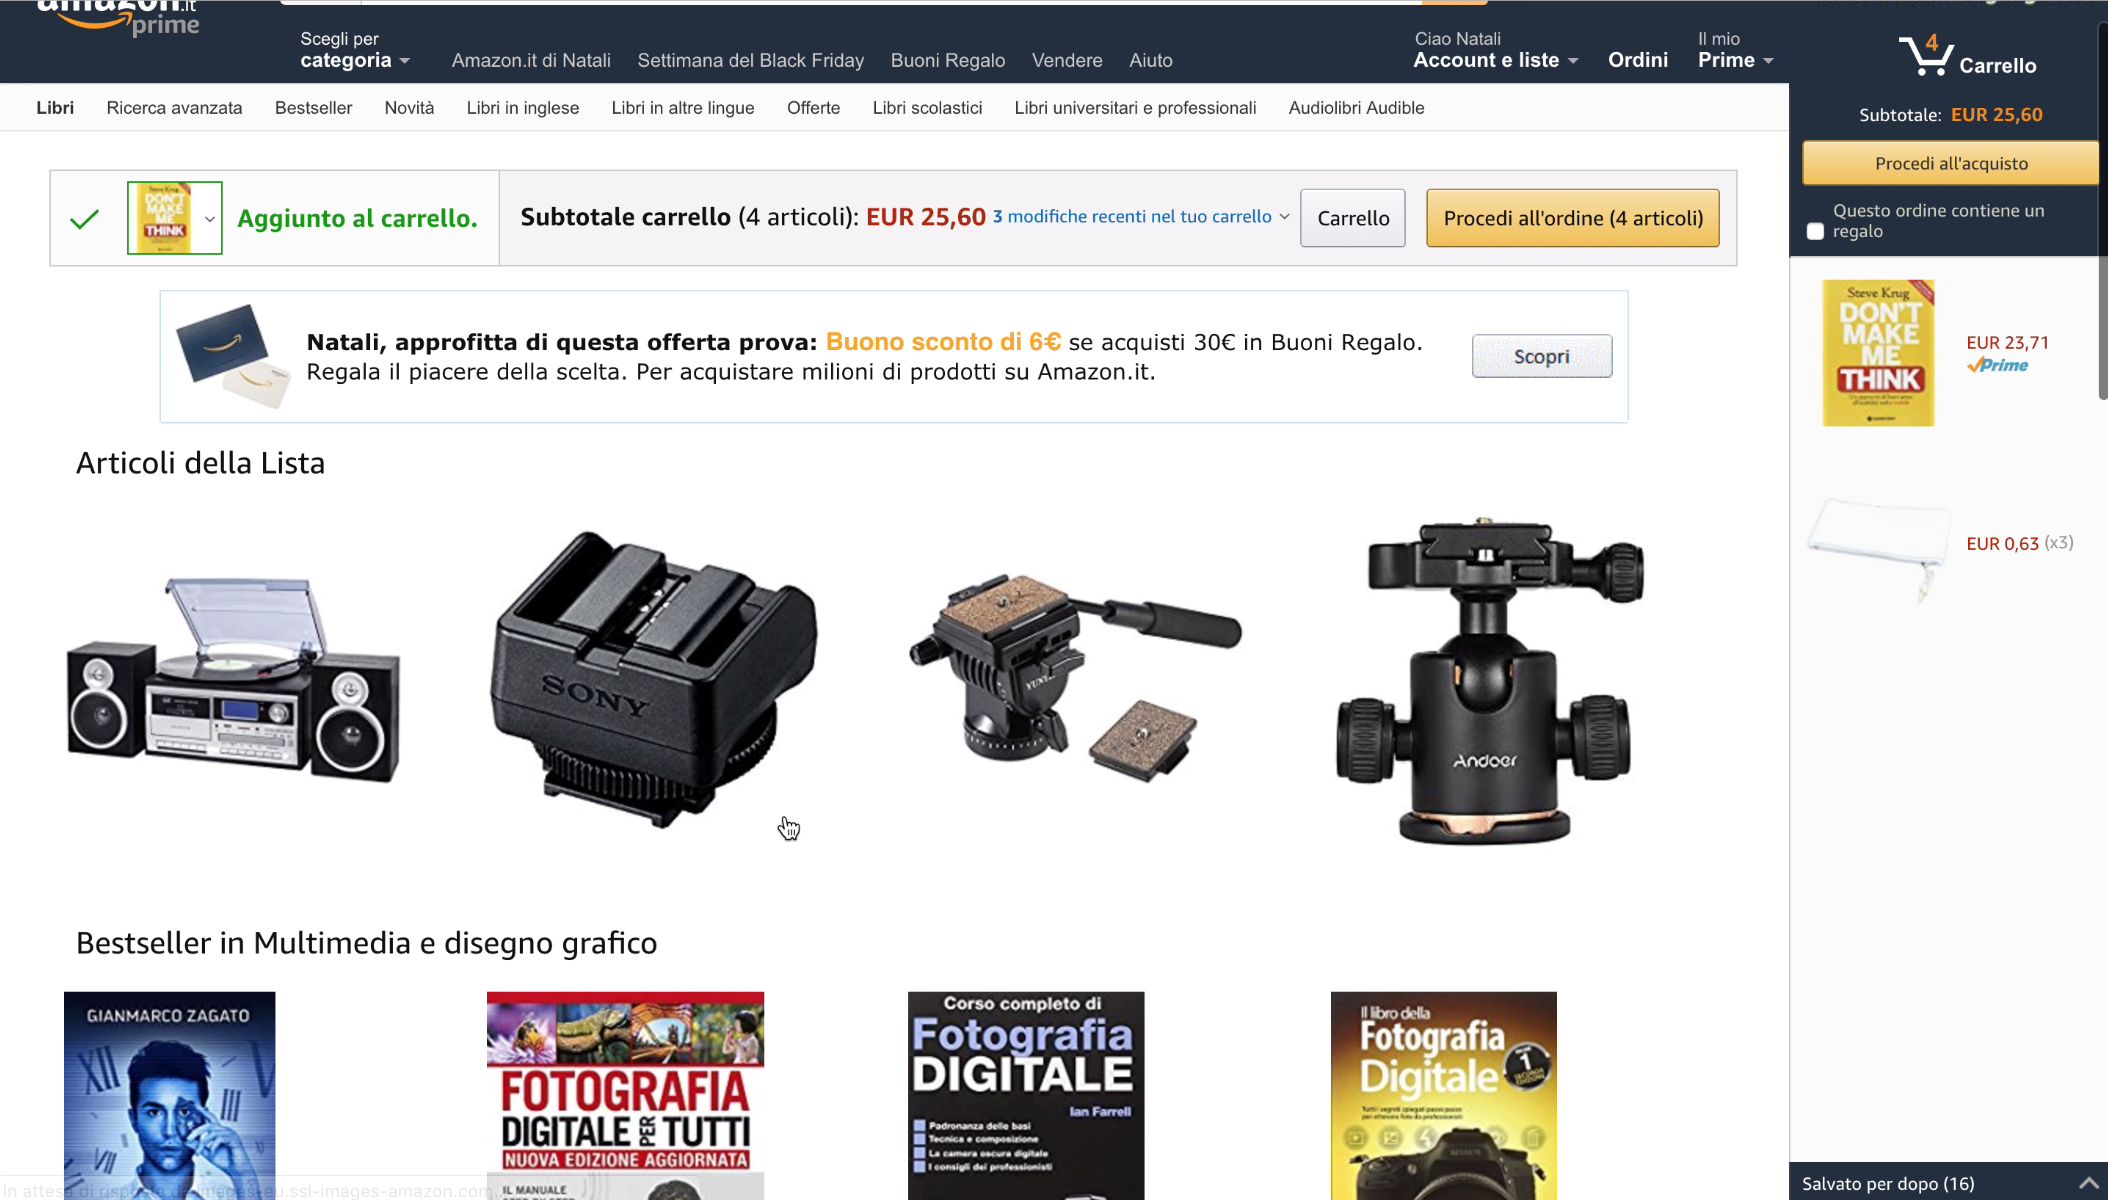 amazon.it
prime
Scegli per
categoria
Amazon.it di Natali
Settimana del Black Friday
Buoni Regalo
Vendere
Aiuto
Ciao Natali
Account e liste
Ordini
Il mio
Prime
4
Carrello
Libri
Ricerca avanzata
Bestseller
Novità
Libri in inglese
Libri in altre lingue
Offerte
Libri scolastici
Libri universitari e professionali
Audiolibri Audible
Subtotale: EUR 25,60
Procedi all'acquisto
Questo ordine contiene un
regalo
Steve Krug
DON'T
MAKE
ME
THINK
Aggiunto al carrello.
Subtotale carrello (4 articoli): EUR 25,60
3 modifiche recenti nel tuo carrello
Carrello
Procedi all'ordine (4 articoli)
Natali, approfitta di questa offerta prova: Buono sconto di 6€ se acquisti 30€ in Buoni Regalo.
Regala il piacere della scelta. Per acquistare milioni di prodotti su Amazon.it.
Scopri
Steve Krug
DON'T
MAKE
ME
THINK
EUR 23,71
Prime
EUR 0,63 (x3)
Articoli della Lista
SONY
Andoer
Bestseller in Multimedia e disegno grafico
GIANMARCO ZAGATO
XII
III
VII
FOTOGRAFIA
DIGITALE PER TUTTI
NUOVA EDIZIONE AGGIORNATA
IL MANUALE
Corso completo di
Fotografia
DIGITALE
Ian Farrell
Padronanza delle basi
Tecnica e composizione
La camera oscura digitale
I consigli dei professionisti
Il libro della
Fotografia
Digitale
1
In attesa di risposta da images-eu.ssl-images-amazon.com...
Salvato per dopo (16)